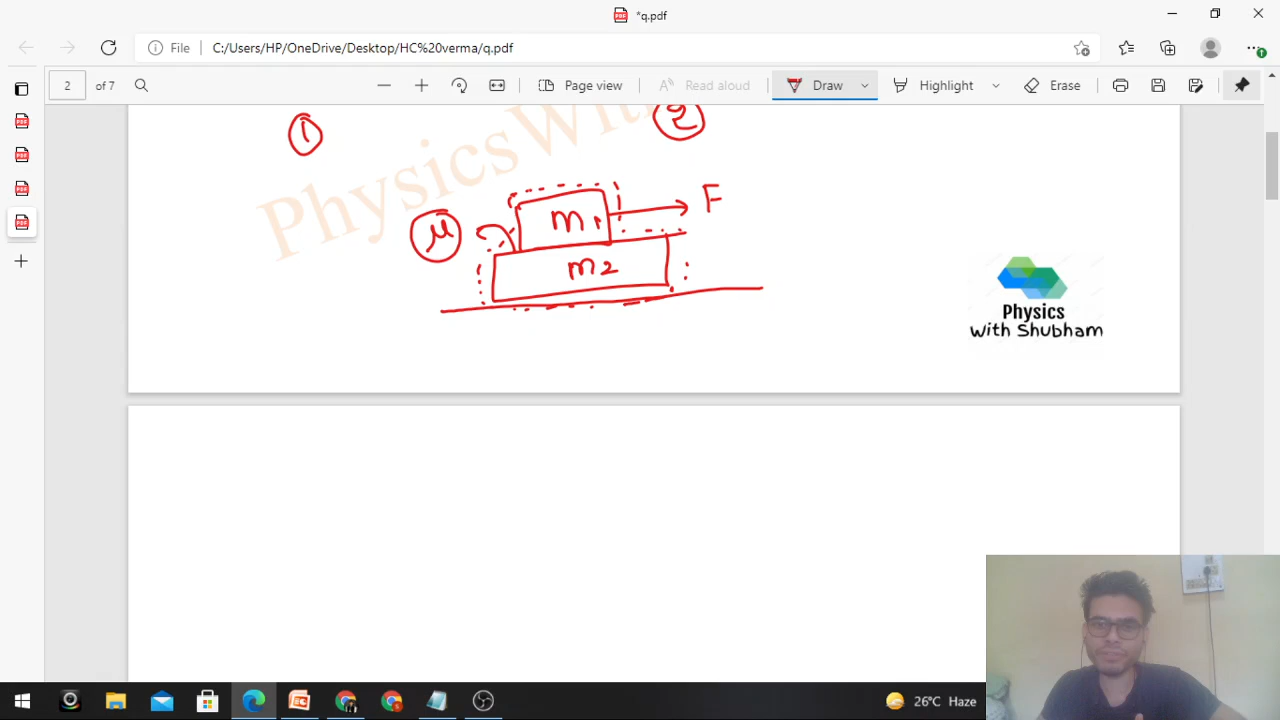 *q.pdf
File C:/Users/HP/OneDrive/Desktop/HC%20verma/q.pdf
2 of 7 Page view Read aloud Draw Highlight Erase
PhysicsWith
1
2
μ m1 F
m2
Physics
With Shubham
26°C Haze